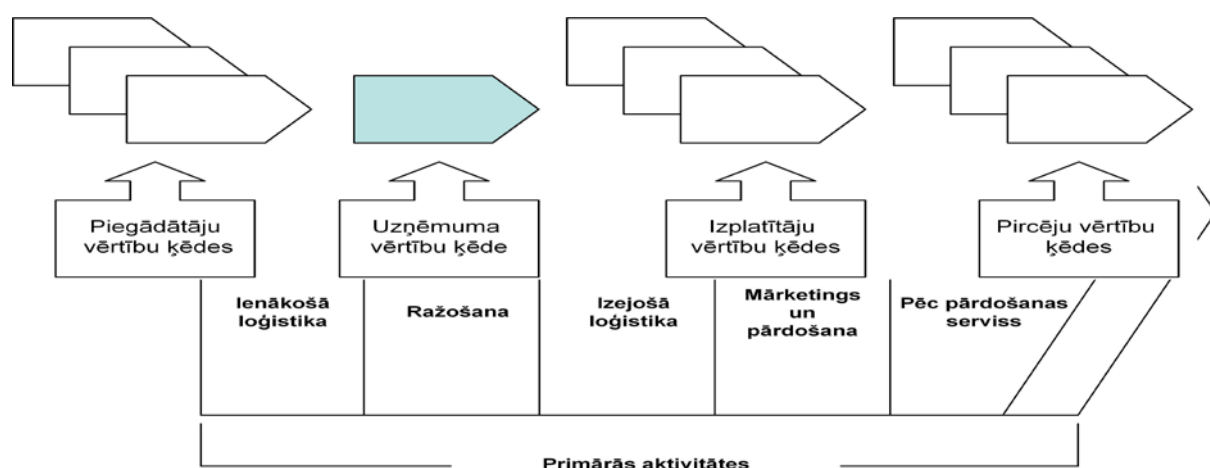 Piegādātāju
vērtību ķēdes
Uzņēmuma
vērtību ķēde
Izplatītāju
vērtību ķēdes
Pircēju vērtību
ķēdes
Ienākošā
loģistika
Ražošana
Izejošā
loģistika
Mārketings
un
pārdošana
Pēc pārdošanas
serviss
Primārās aktivitātes